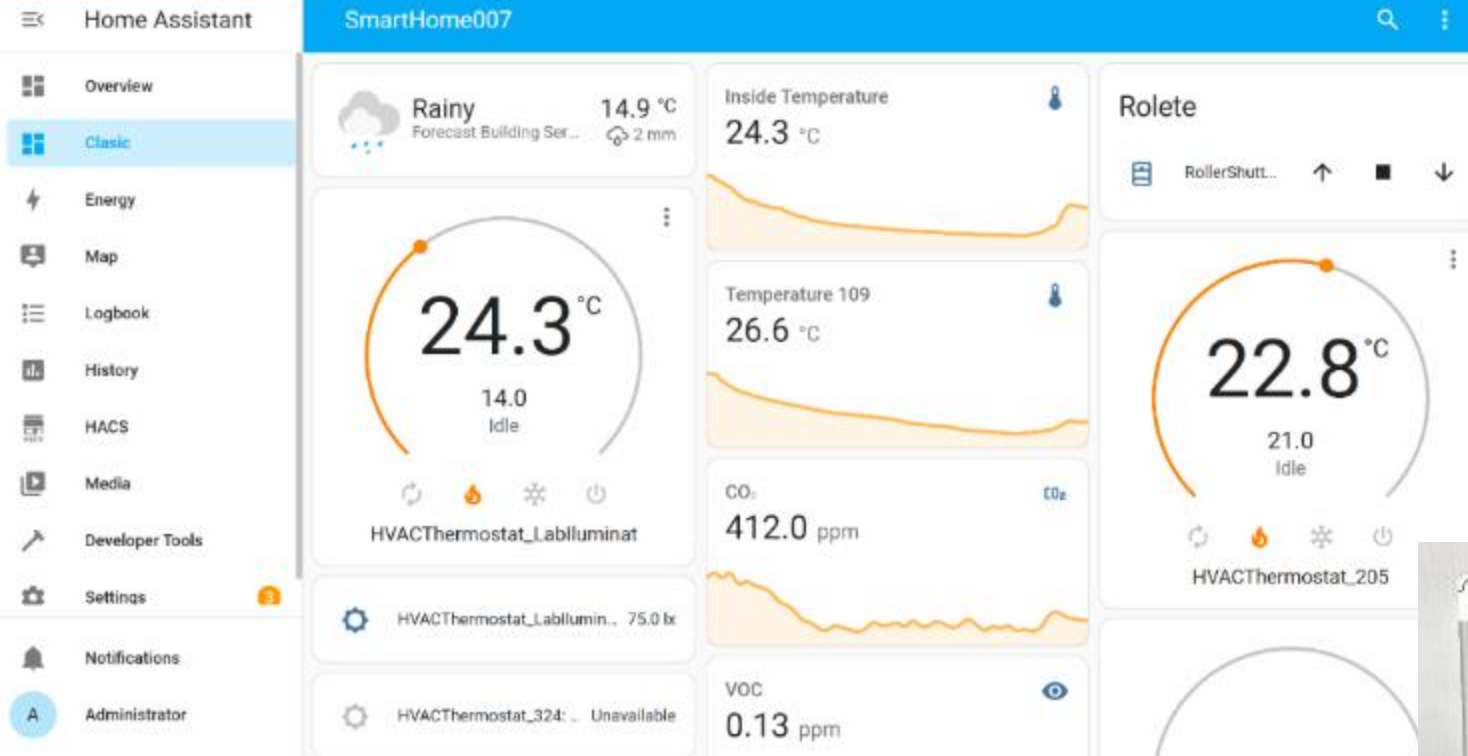 Home Assistant
Overview
Clasic
Energy
Map
Logbook
History
HACS
Media
Developer Tools
Settings
3
Notifications
A
Administrator
SmartHome007
Rainy
Forecast Building Ser...
14.9 °C
2 mm
24.3 °C
14.0
Idle
HVACThermostat_LabIluminat
HVACThermostat_LabIlumin... 75.0 lx
HVACThermostat_324: ... Unavailable
Inside Temperature
24.3 °C
Temperature 109
26.6 °C
CO₂
CO₂
412.0 ppm
VOC
0.13 ppm
Rolete
RollerShutt...
22.8 °C
21.0
Idle
HVACThermostat_205